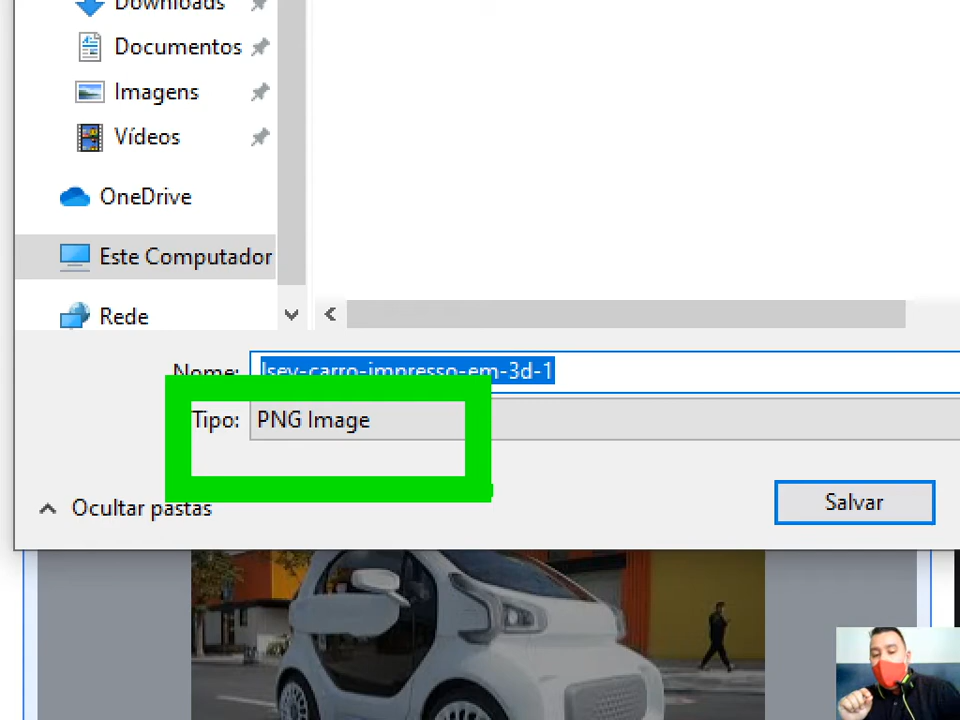 Downloads
Documentos
Imagens
Vídeos
OneDrive
Este Computador
Rede
Nome: lsev-carro-impresso-em-3d-1
Tipo: PNG Image
Ocultar pastas
Salvar